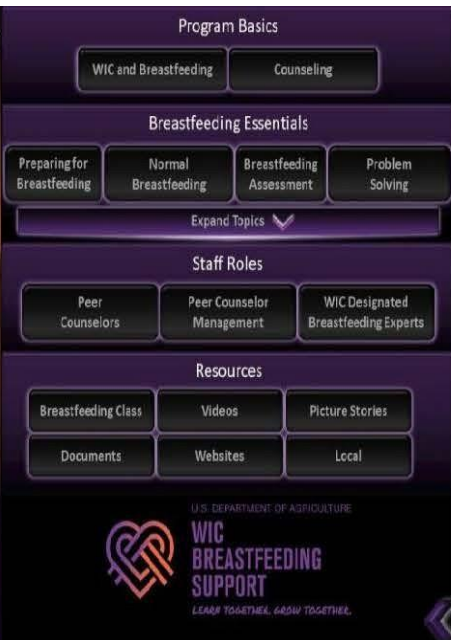 Program Basics
WIC and Breastfeeding
Counseling
Breastfeeding Essentials
Preparing for
Breastfeeding
Normal
Breastfeeding
Breastfeeding
Assessment
Problem
Solving
Expand Topics
Staff Roles
Peer
Counselors
Peer Counselor
Management
WIC Designated
Breastfeeding Experts
Resources
Breastfeeding Class
Videos
Picture Stories
Documents
Websites
Local
U.S. DEPARTMENT OF AGRICULTURE
WIC
BREASTFEEDING
SUPPORT
LEARN TOGETHER. GROW TOGETHER.